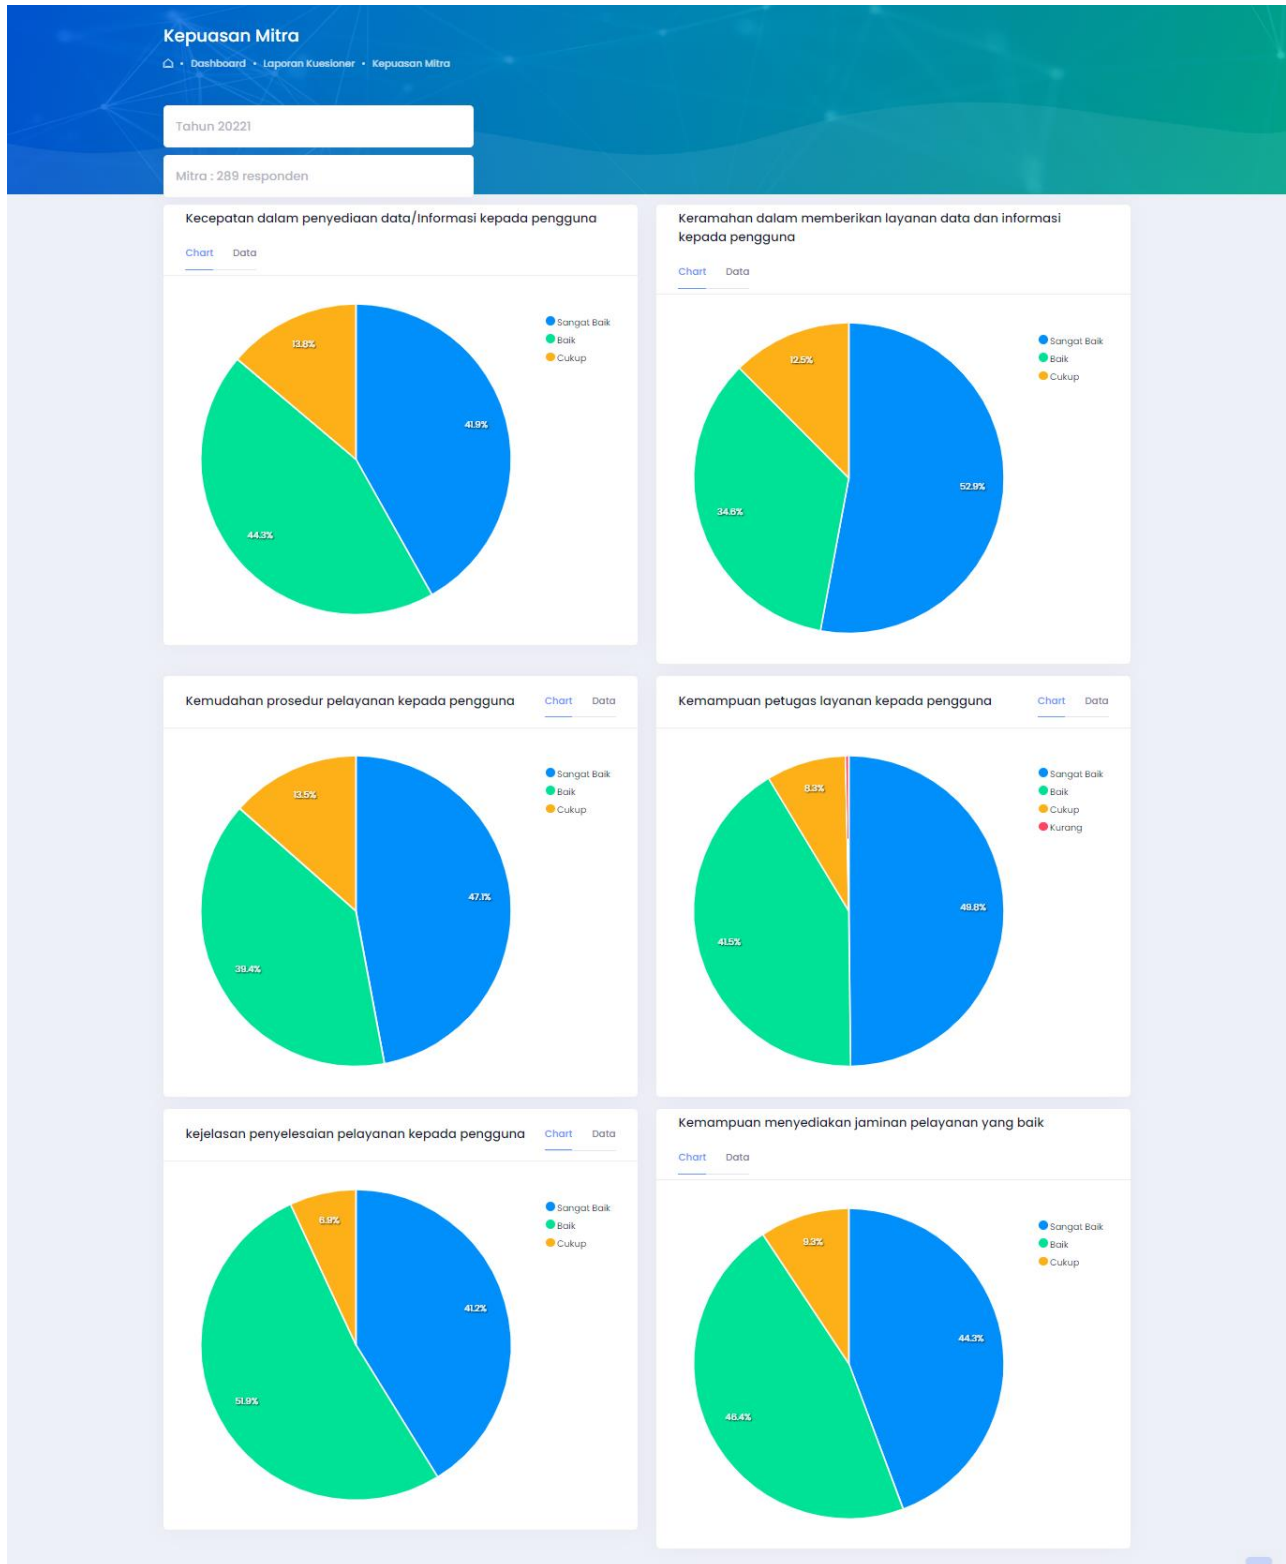 Kepuasan Mitra
Dashboard • Laporan Kuesioner • Kepuasan Mitra
Tahun 20221
Mitra : 289 responden
Kecepatan dalam penyediaan data/Informasi kepada pengguna
Chart Data
Sangat Baik
Baik
Cukup
13.8%
41.9%
44.3%
Keramahan dalam memberikan layanan data dan informasi
kepada pengguna
Chart Data
Sangat Baik
Baik
Cukup
12.5%
52.9%
34.6%
Kemudahan prosedur pelayanan kepada pengguna Chart Data
Sangat Baik
Baik
Cukup
13.5%
47.1%
39.4%
Kemampuan petugas layanan kepada pengguna Chart Data
Sangat Baik
Baik
Cukup
Kurang
8.3%
49.8%
41.5%
kejelasan penyelesaian pelayanan kepada pengguna Chart Data
Sangat Baik
Baik
Cukup
6.9%
41.2%
51.9%
Kemampuan menyediakan jaminan pelayanan yang baik
Chart Data
Sangat Baik
Baik
Cukup
9.3%
44.3%
46.4%